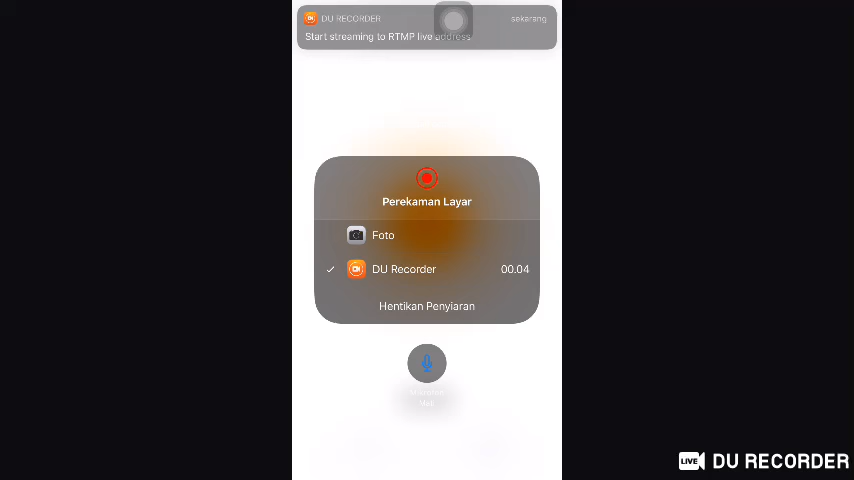 DU RECORDER
sekarang
Start streaming to RTMP live address
Perekaman Layar
Foto
DU Recorder
00.04
Hentikan Penyiaran
LIVE DU RECORDER